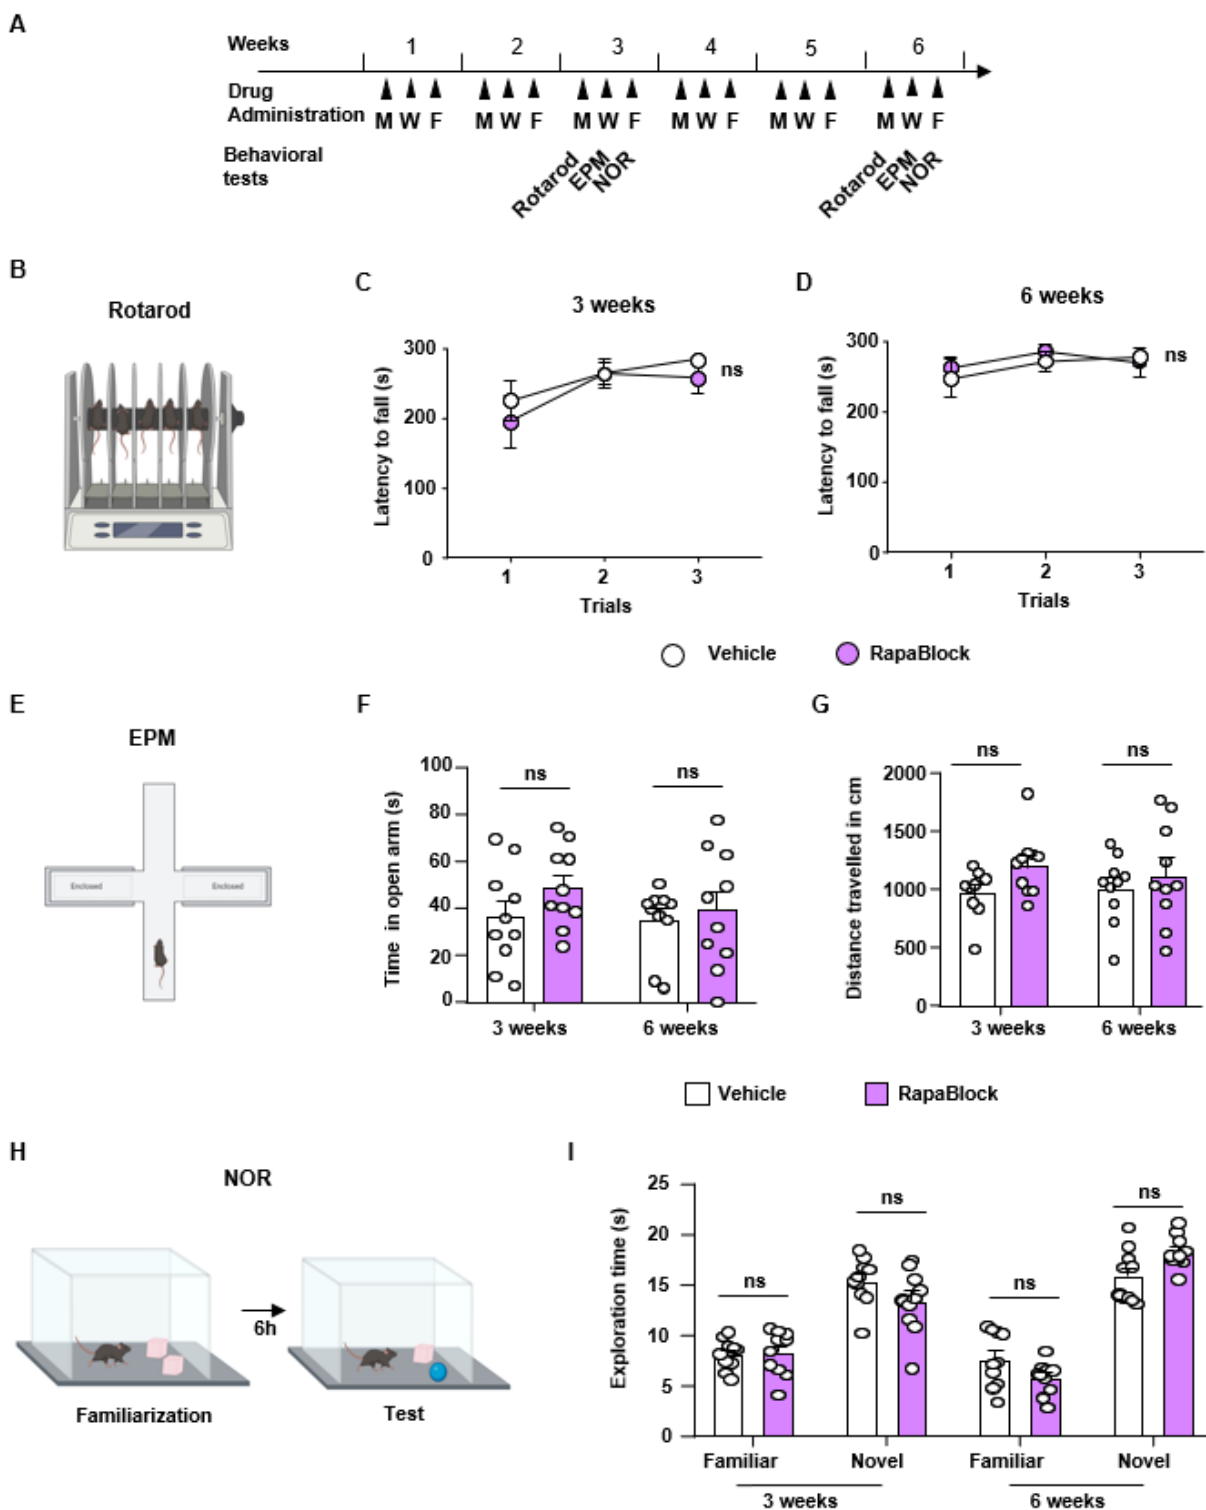 A
Weeks 1 2 3 4 5 6
Drug
Administration M W F M W F M W F M W F M W F M W F
Behavioral
tests
Rotarod EPM NOR Rotarod EPM NOR
B
Rotarod
C
3 weeks
Latency to fall (s)
300
200
100
0
1 2 3
Trials
ns
D
6 weeks
Latency to fall (s)
300
200
100
0
1 2 3
Trials
ns
Vehicle RapaBlock
E
EPM
Enclosed Enclosed
F
Time in open arm (s)
100
80
60
40
20
0
ns ns
3 weeks 6 weeks
G
Distance travelled in cm
2000
1500
1000
500
0
ns ns
3 weeks 6 weeks
Vehicle RapaBlock
H
NOR
6h
Familiarization Test
I
Exploration time (s)
25
20
15
10
5
0
ns ns ns ns
Familiar Novel Familiar Novel
3 weeks 6 weeks